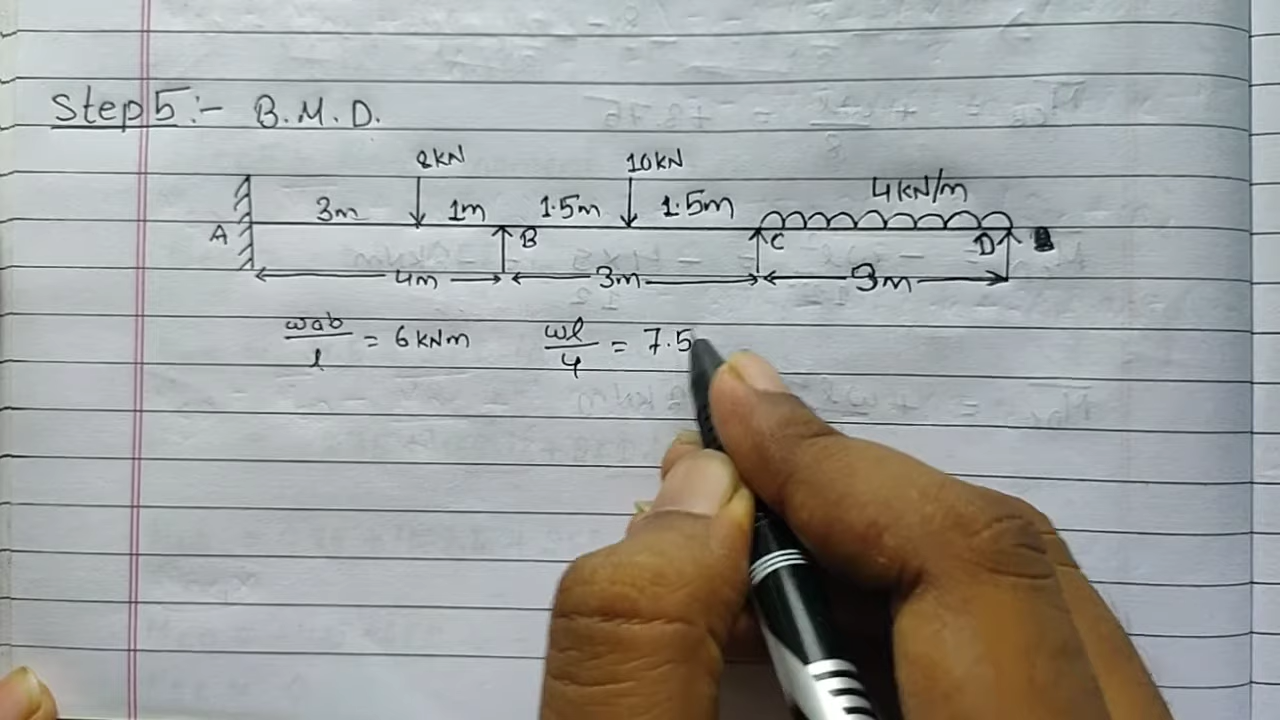 Step 5:- B.M.D.
8kN 10kN
3m 1m 1.5m 1.5m 4kN/m
A B C D
4m 3m 3m
wab/l = 6 kNm wl/4 = 7.5